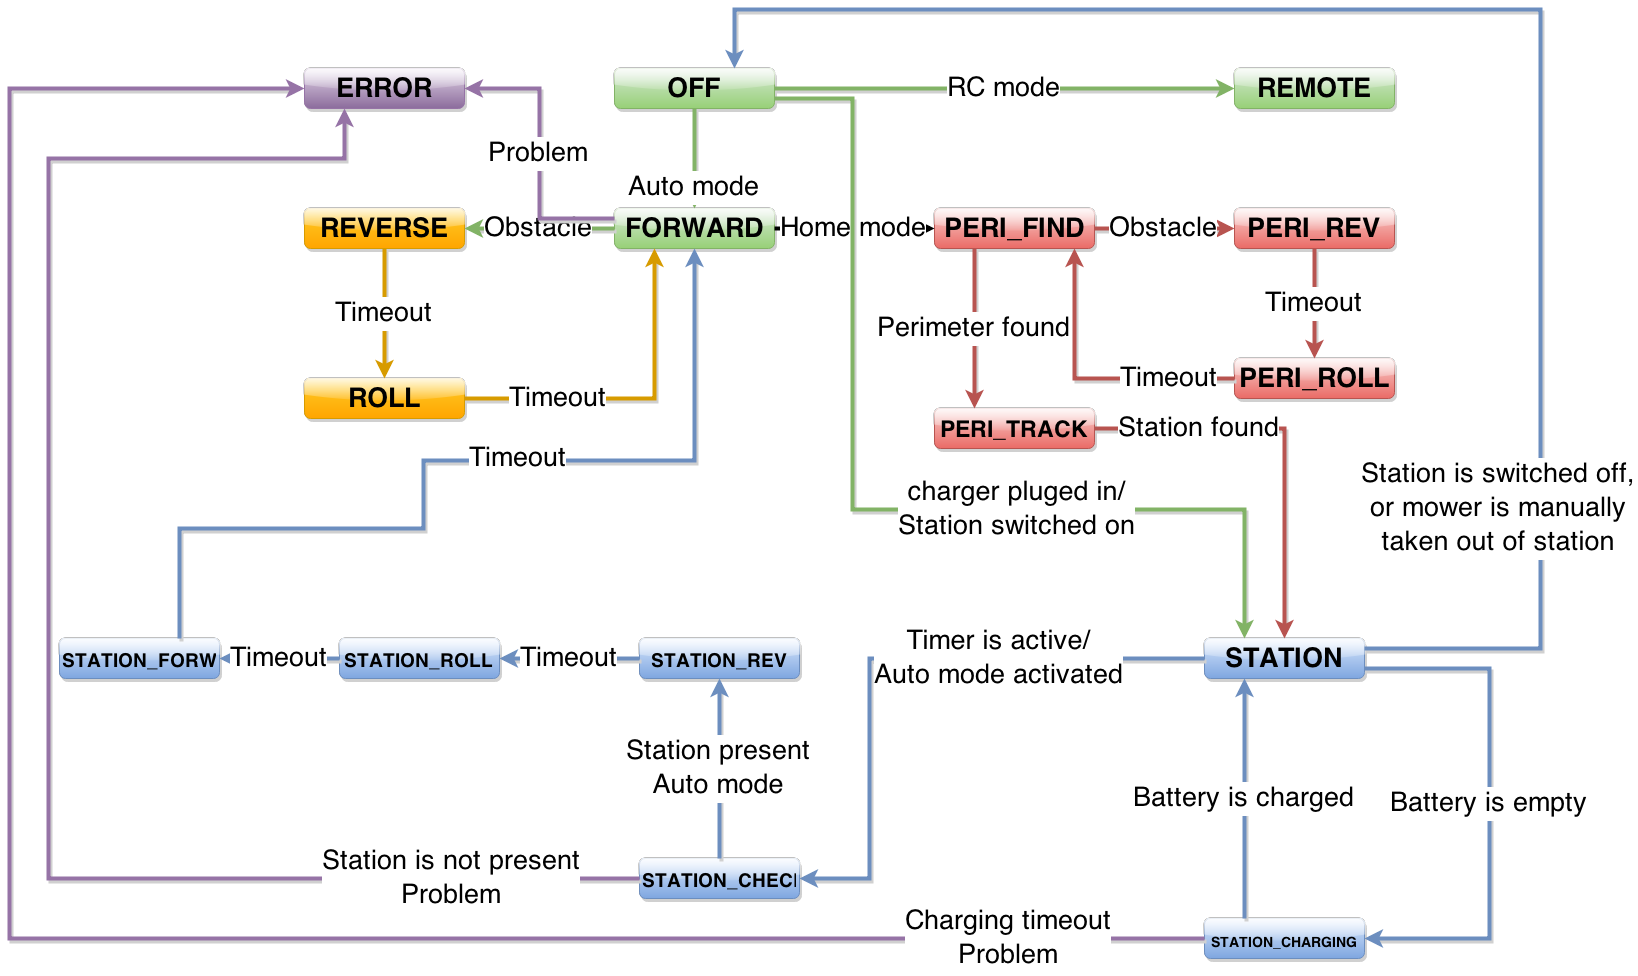 ERROR
OFF
RC mode
REMOTE
Problem
Auto mode
REVERSE
Obstacle
FORWARD
Home mode
PERI_FIND
Obstacle
PERI_REV
Timeout
Timeout
Perimeter found
ROLL
Timeout
Timeout
PERI_ROLL
PERI_TRACK
Station found
Timeout
charger pluged in/
Station switched on
Station is switched off,
or mower is manually
taken out of station
STATION_FORW
Timeout
STATION_ROLL
Timeout
STATION_REV
Timer is active/
Auto mode activated
STATION
Station present
Auto mode
Battery is charged
Battery is empty
Station is not present
Problem
STATION_CHEC
Charging timeout
Problem
STATION_CHARGING